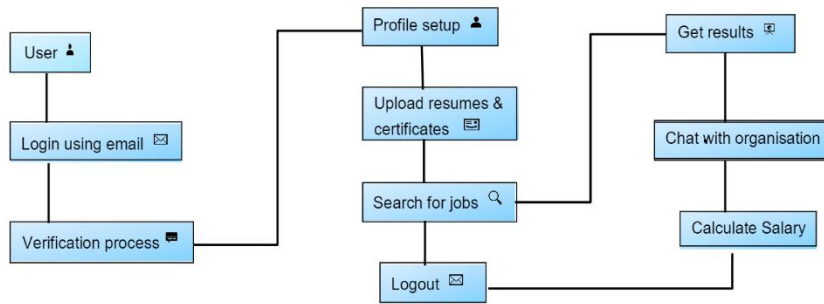 User
Login using email
Verification process
Profile setup
Upload resumes &
certificates
Search for jobs
Logout
Get results
Chat with organisation
Calculate Salary